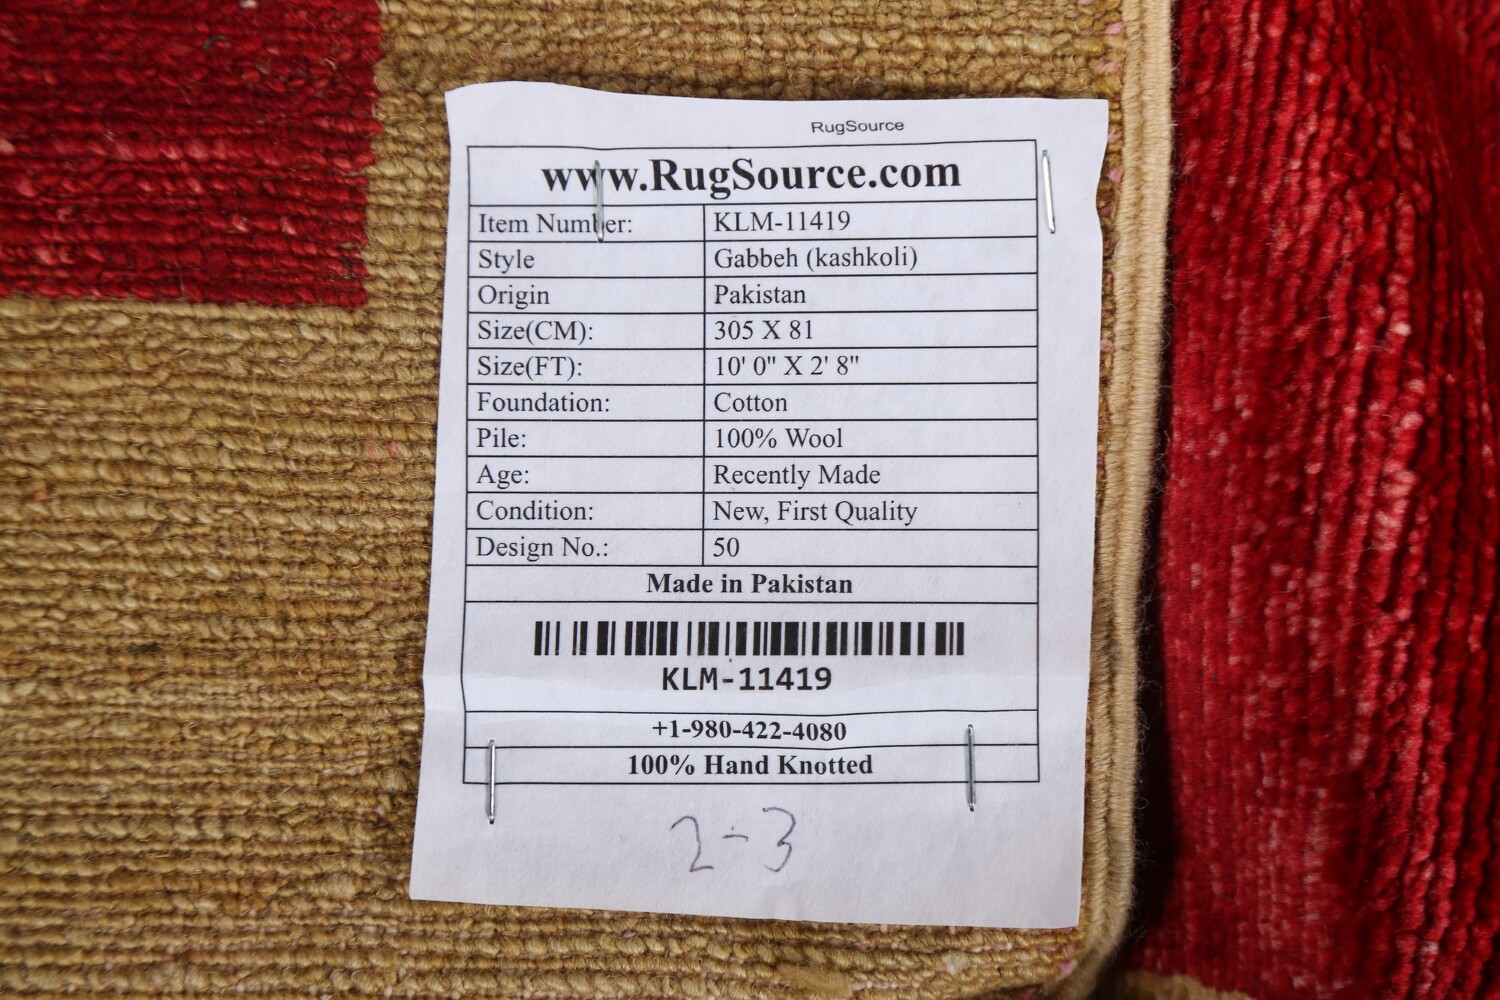 RugSource
www.RugSource.com
Item Number: KLM-11419
Style Gabbeh (kashkoli)
Origin Pakistan
Size(CM): 305 X 81
Size(FT): 10' 0" X 2' 8"
Foundation: Cotton
Pile: 100% Wool
Age: Recently Made
Condition: New, First Quality
Design No.: 50
Made in Pakistan
KLM-11419
+1-980-422-4080
100% Hand Knotted
2-3